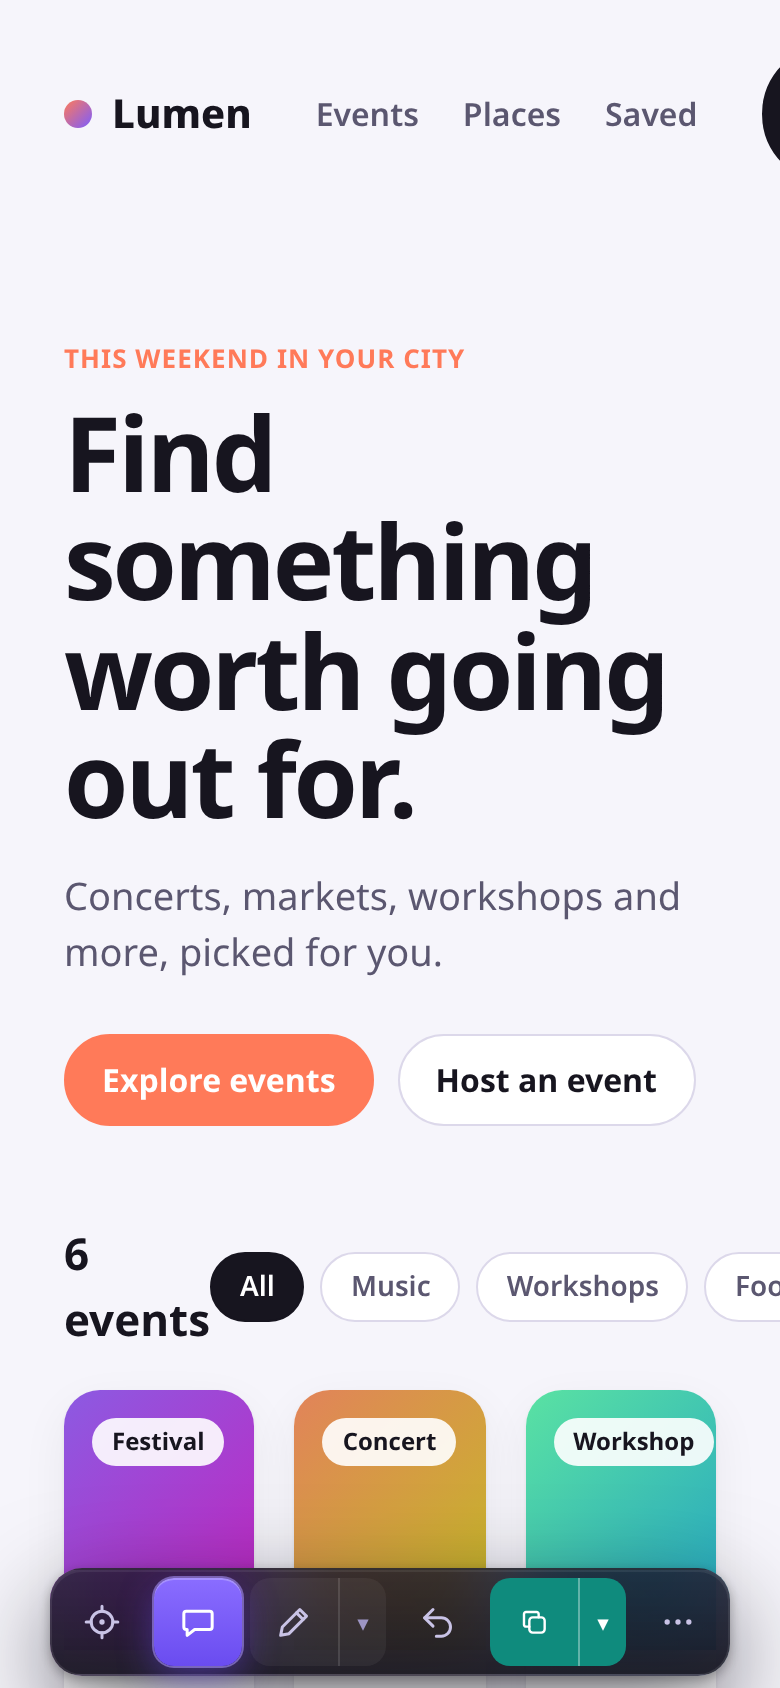 Lumen Events Places Saved
THIS WEEKEND IN YOUR CITY
Find
something
worth going
out for.
Concerts, markets, workshops and
more, picked for you.
Explore events Host an event
6
events
All Music Workshops
Festival Concert Workshop